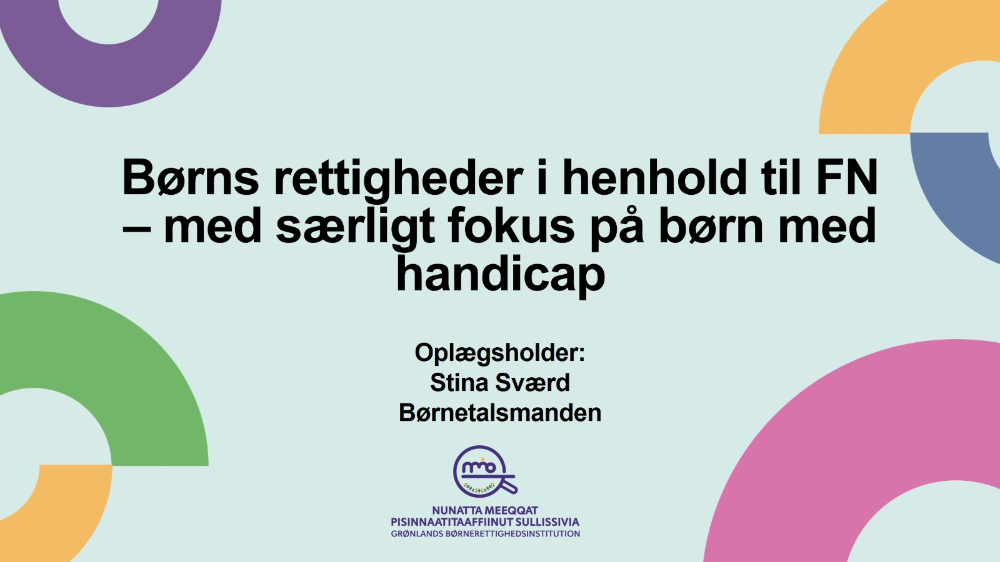 Børns rettigheder i henhold til FN
– med særligt fokus på børn med
handicap
Oplægsholder:
Stina Sværd
Børnetalsmanden
mio
NUNATTA MEEQQAT
PISINNAATITAAFFIINUT SULLISSIVIA
GRØNLANDS BØRNERETTIGHEDSINSTITUTION